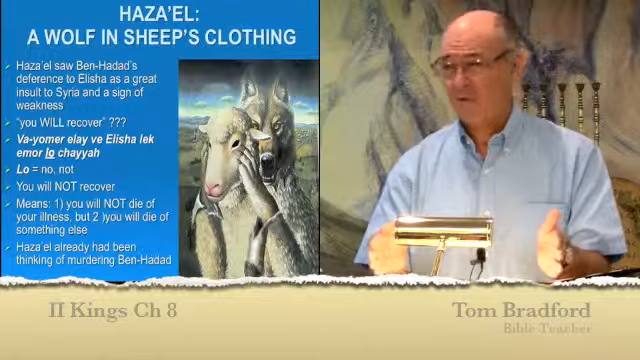 HAZA'EL:
A WOLF IN SHEEP'S CLOTHING
Haza'el saw Ben-Hadad's
deference to Elisha as a great
insult to Syria and a sign of
weakness
"you WILL recover" ???
Va-yomer elay ve Elisha lek
emor lo chayyah
Lo = no, not
You will NOT recover
Means: 1) you will NOT die of
your illness, but 2 )you will die of
something else
Haza'el already had been
thinking of murdering Ben-Hadad
II Kings Ch 8
Tom Bradford
Bible Teacher